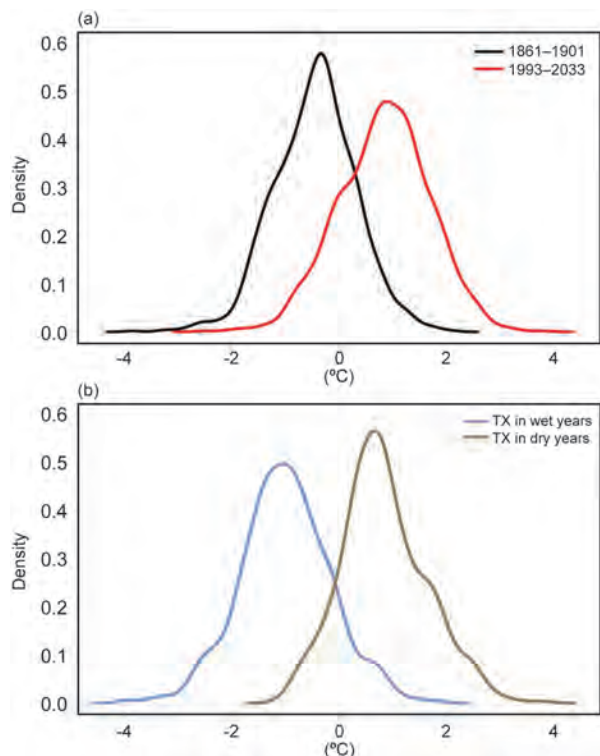 (a)
0.6
0.5
0.4
0.3
0.2
0.1
0.0
Density
1861–1901
1993–2033
-4 -2 0 2 4
(ºC)
(b)
0.6
0.5
0.4
0.3
0.2
0.1
0.0
Density
TX in wet years
TX in dry years
-4 -2 0 2 4
(ºC)